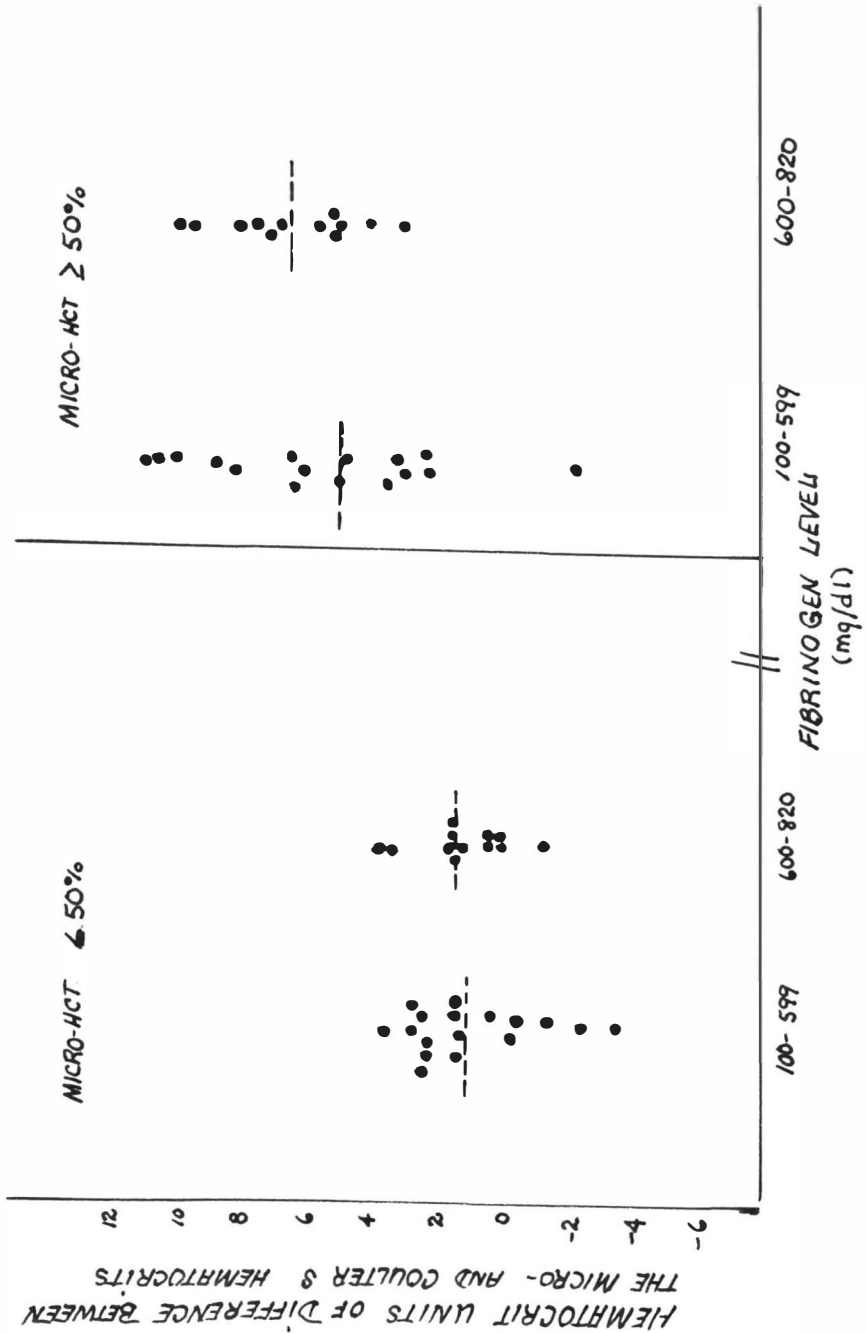 HEMATOCRIT UNITS OF DIFFERENCE BETWEEN
THE MICRO- AND COULTER S HEMATOCRITS
12
10
8
6
4
2
0
-2
-4
-6
MICRO-HCT < 50%
MICRO-HCT ≥ 50%
100-599
600-820
100-599
600-820
FIBRINOGEN LEVEL
(mg/dl)